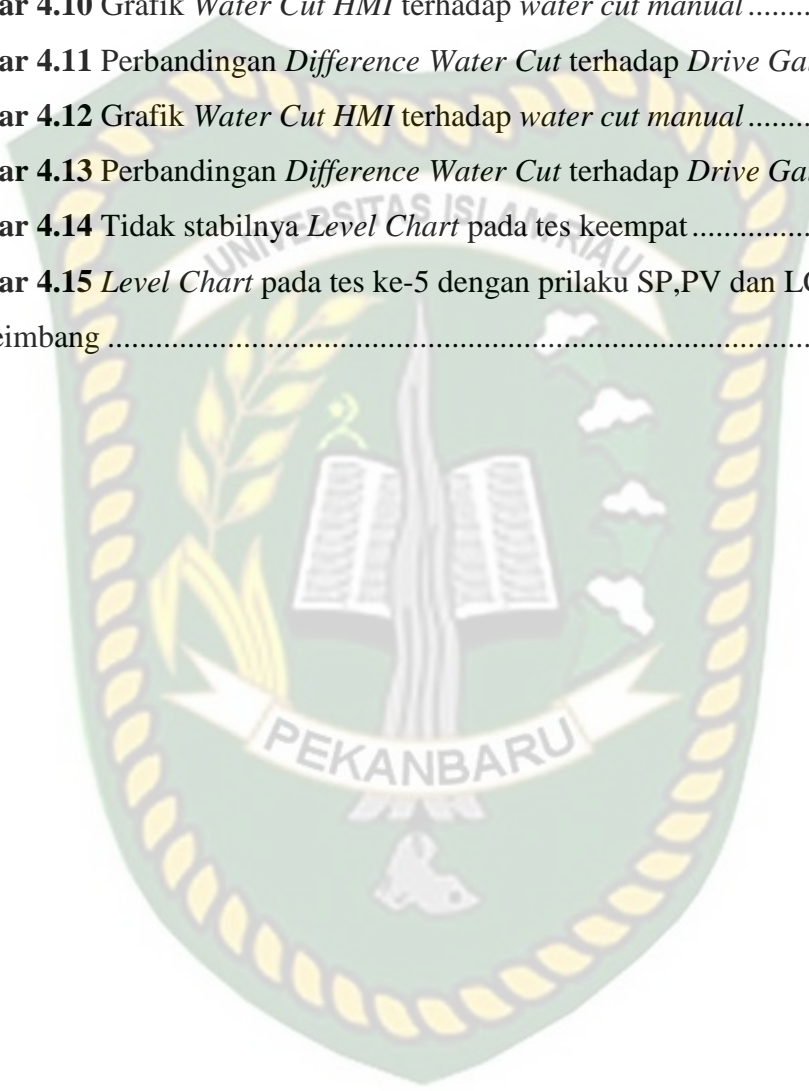 ar 4.10 Grafik Water Cut HMI terhadap water cut manual ........
ar 4.11 Perbandingan Difference Water Cut terhadap Drive Ga
ar 4.12 Grafik Water Cut HMI terhadap water cut manual ........
ar 4.13 Perbandingan Difference Water Cut terhadap Drive Ga
ar 4.14 Tidak stabilnya Level Chart pada tes keempat ...............
ar 4.15 Level Chart pada tes ke-5 dengan prilaku SP,PV dan LC
eimbang ..........................................................................................
UNIVERSITAS ISLAM RIAU
PEKANBARU